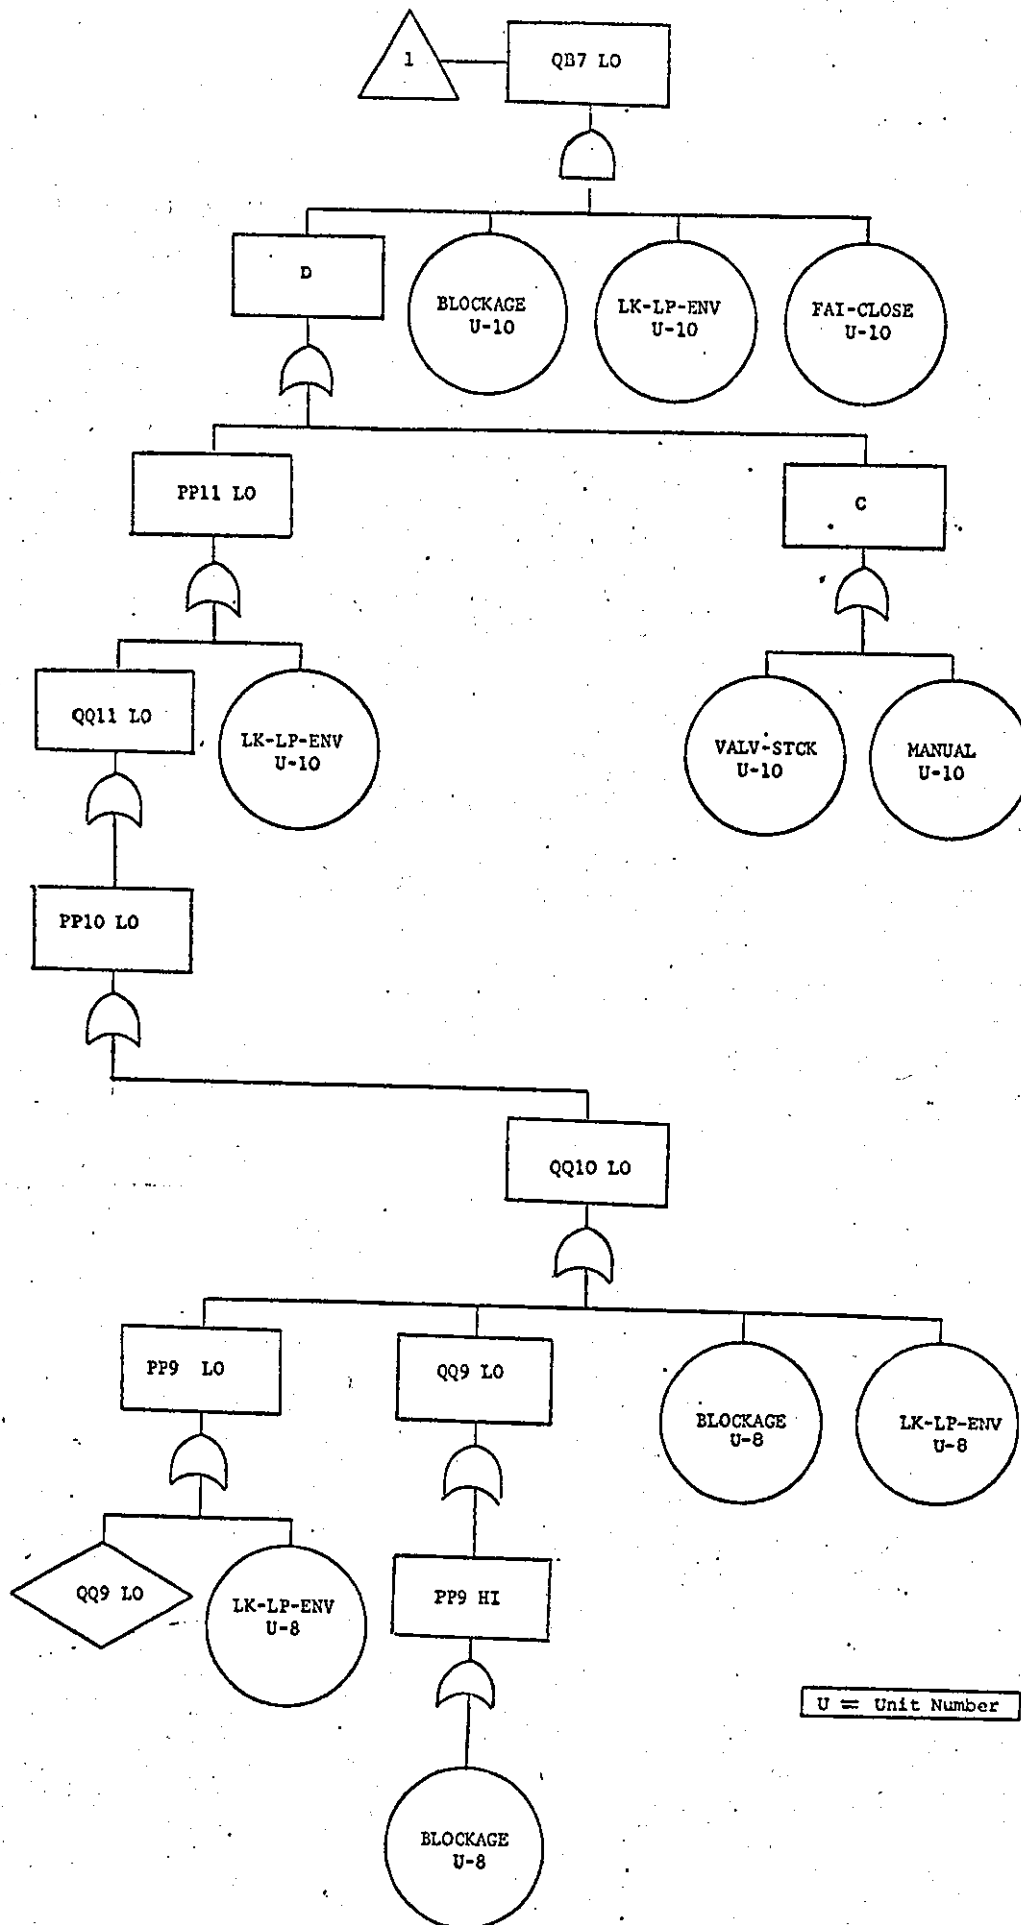 1
QB7 LO
D
BLOCKAGE
U-10
LK-LP-ENV
U-10
FAI-CLOSE
U-10
PP11 LO
C
QQ11 LO
LK-LP-ENV
U-10
VALV-STCK
U-10
MANUAL
U-10
PP10 LO
QQ10 LO
PP9 LO
QQ9 LO
BLOCKAGE
U-8
LK-LP-ENV
U-8
QQ9 LO
LK-LP-ENV
U-8
PP9 HI
U = Unit Number
BLOCKAGE
U-8